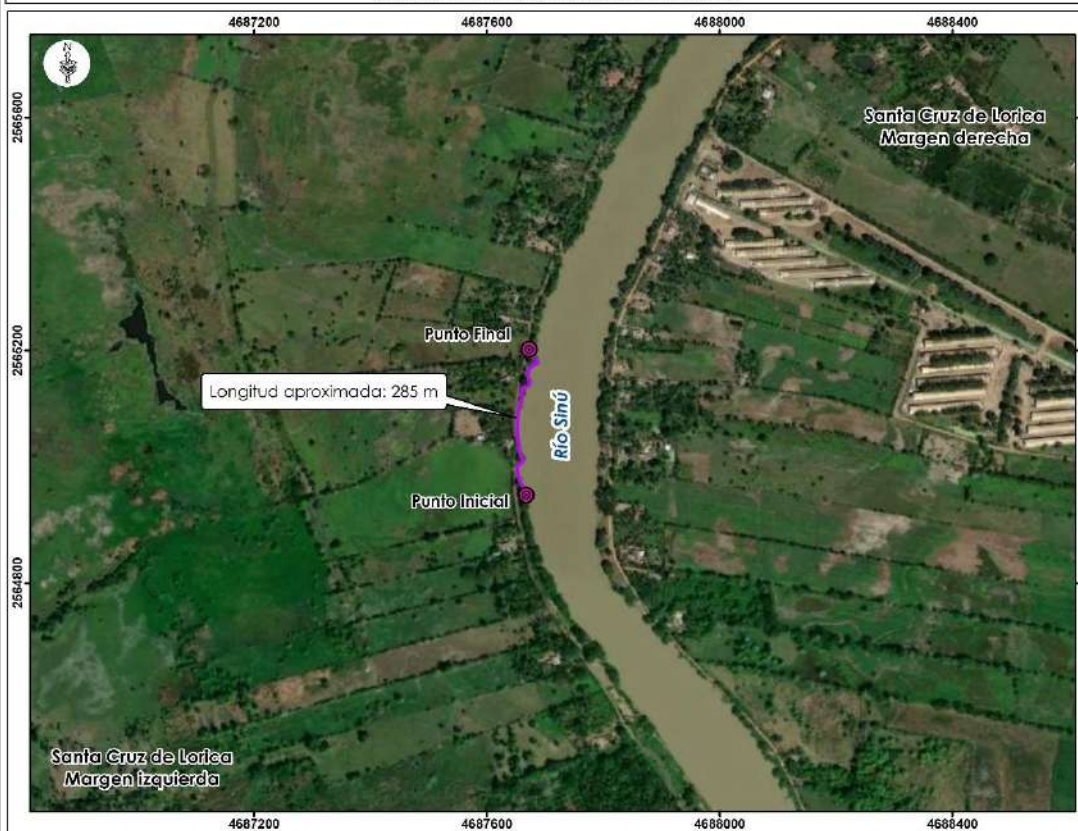 4687200 4687600 4688000 4688400
N
2565600
Santa Cruz de Lorica
Margen derecha
2565200
Punto Final
Longitud aproximada: 285 m
Río Sinú
Punto Inicial
2564800
Santa Cruz de Lorica
Margen izquierda
4687200 4687600 4688000 4688400